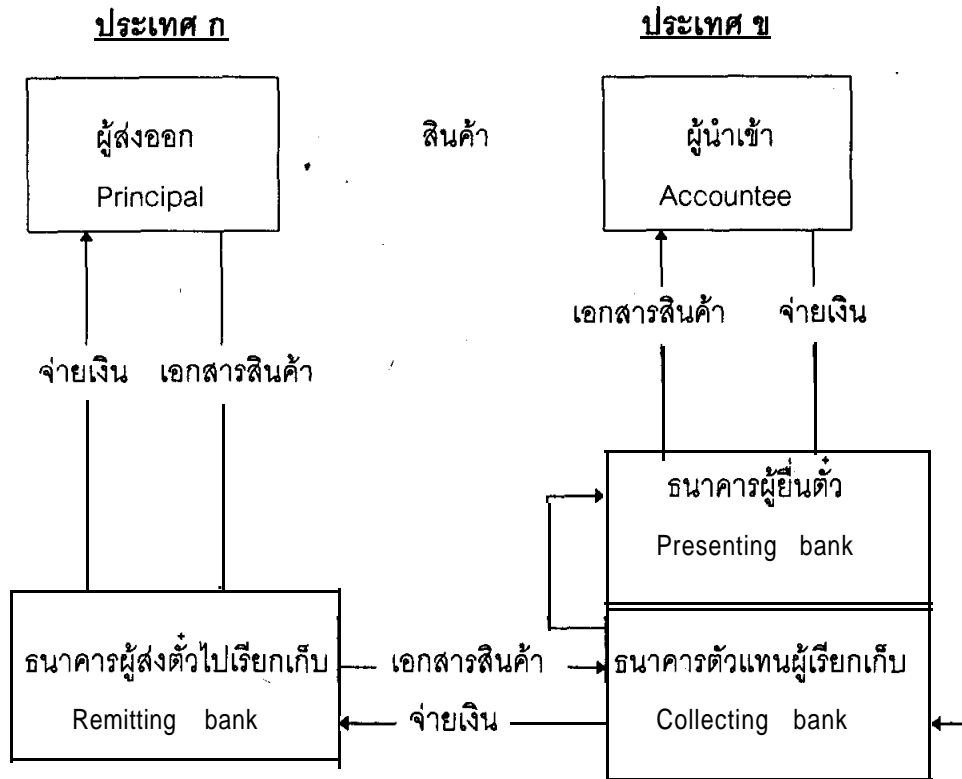 ประเทศ ก
ประเทศ ข
ผู้ส่งออก
Principal
สินค้า
ผู้นำเข้า
Accountee
เอกสารสินค้า
จ่ายเงิน
จ่ายเงิน
เอกสารสินค้า
ธนาคารผู้ยื่นตั๋ว
Presenting bank
ธนาคารผู้ส่งตั๋วไปเรียกเก็บ
Remitting bank
เอกสารสินค้า
จ่ายเงิน
ธนาคารตัวแทนผู้เรียกเก็บ
Collecting bank